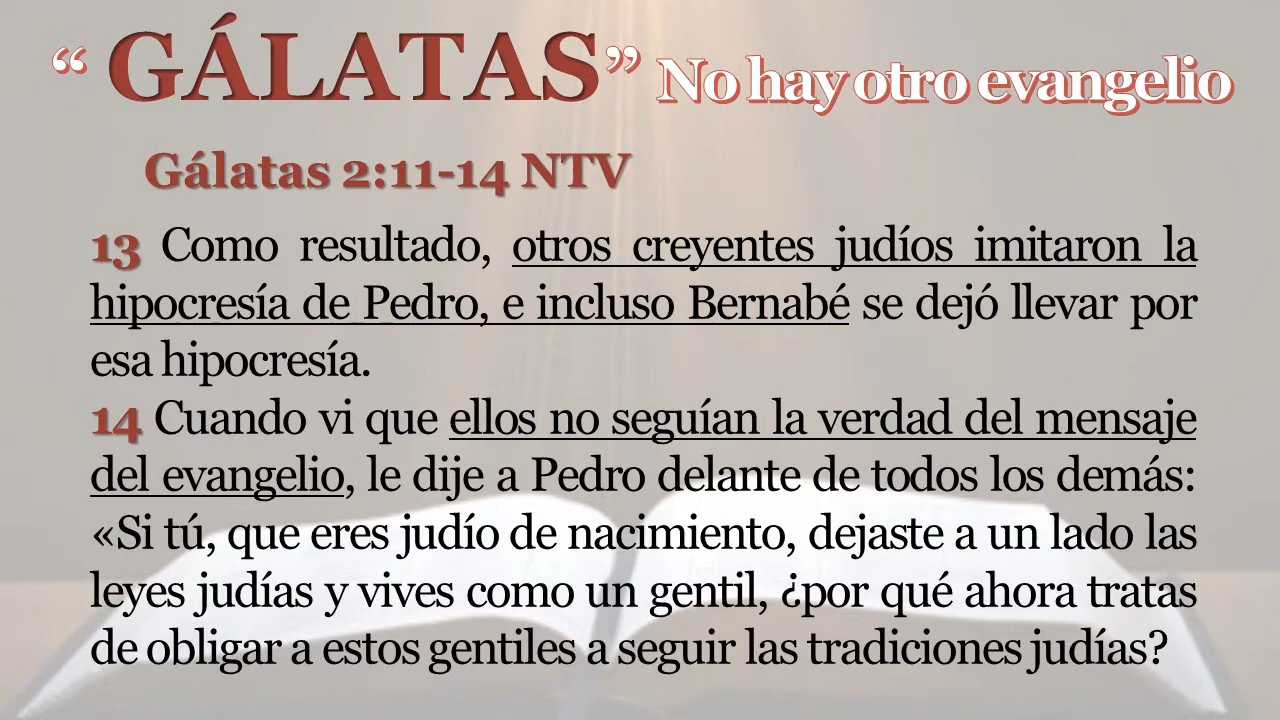 “ GÁLATAS” No hay otro evangelio
Gálatas 2:11-14 NTV
13 Como resultado, otros creyentes judíos imitaron la
hipocresía de Pedro, e incluso Bernabé se dejó llevar por
esa hipocresía.
14 Cuando vi que ellos no seguían la verdad del mensaje
del evangelio, le dije a Pedro delante de todos los demás:
«Si tú, que eres judío de nacimiento, dejaste a un lado las
leyes judías y vives como un gentil, ¿por qué ahora tratas
de obligar a estos gentiles a seguir las tradiciones judías?